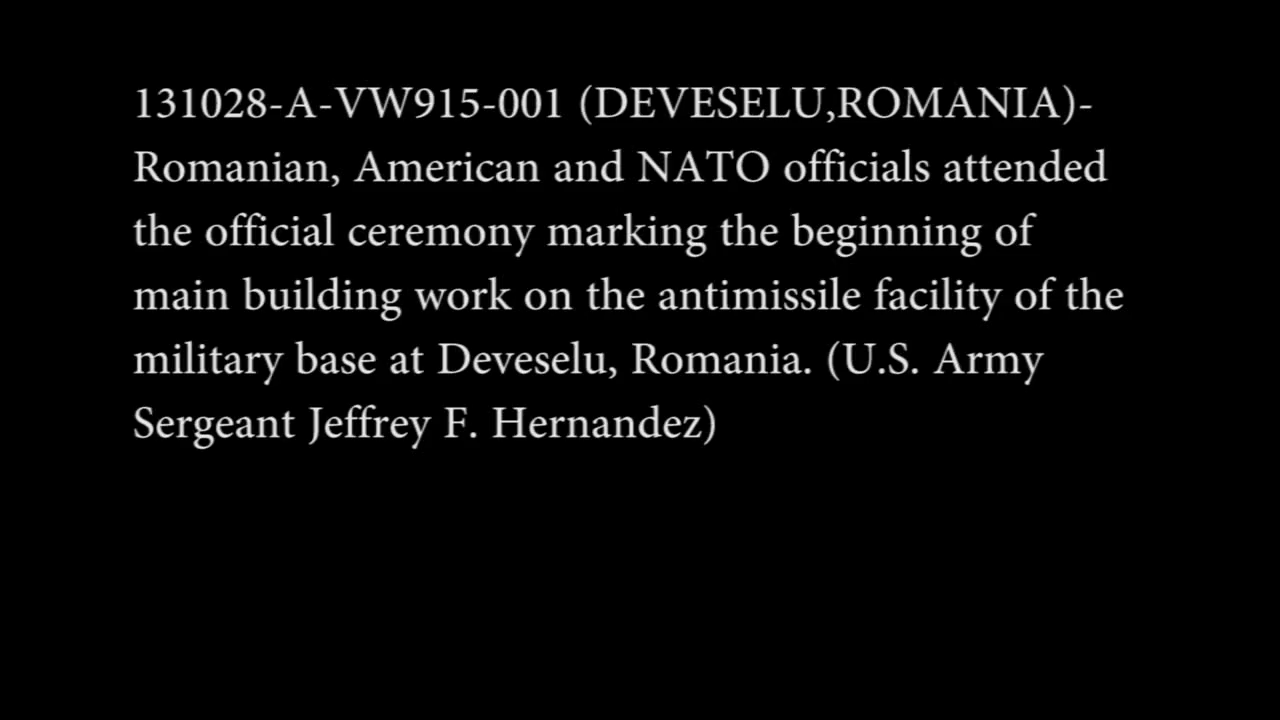 131028-A-VW915-001 (DEVESELU,ROMANIA)-
Romanian, American and NATO officials attended
the official ceremony marking the beginning of
main building work on the antimissile facility of the
military base at Deveselu, Romania. (U.S. Army
Sergeant Jeffrey F. Hernandez)